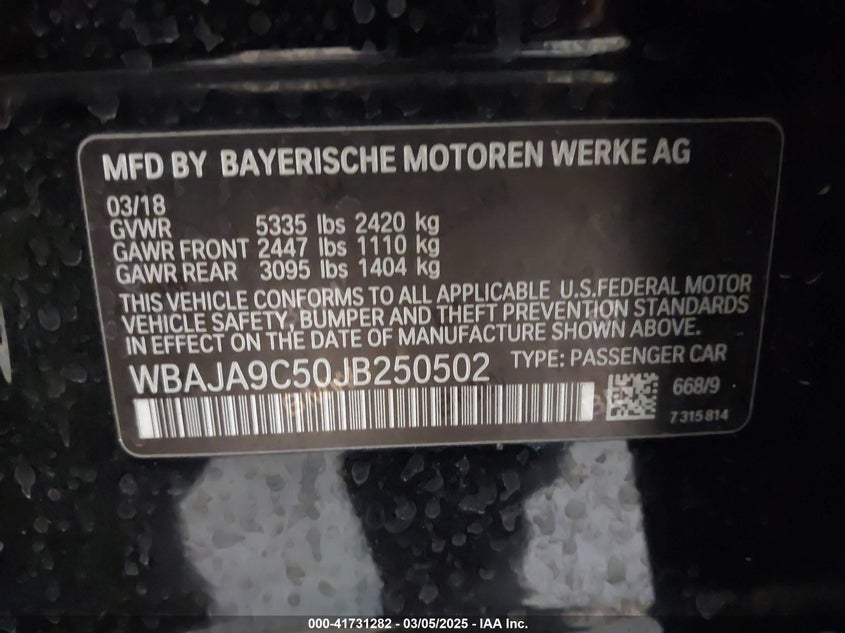 MFD BY BAYERISCHE MOTOREN WERKE AG
03/18
GVWR 5335 lbs 2420 kg
GAWR FRONT 2447 lbs 1110 kg
GAWR REAR 3095 lbs 1404 kg
THIS VEHICLE CONFORMS TO ALL APPLICABLE U.S.FEDERAL MOTOR
VEHICLE SAFETY, BUMPER AND THEFT PREVENTION STANDARDS
IN EFFECT ON THE DATE OF MANUFACTURE SHOWN ABOVE.
WBAJA9C50JB250502 TYPE: PASSENGER CAR
668/9
7 315 814
000-41731282 - 03/05/2025 - IAA Inc.